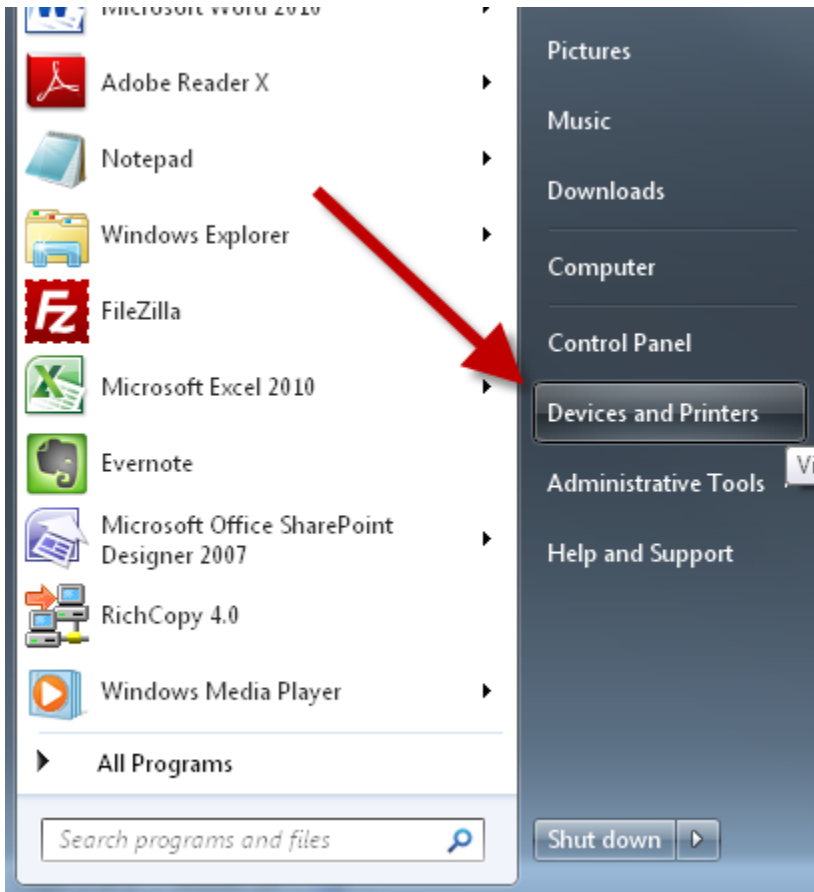 Microsoft Word 2010
Adobe Reader X
Notepad
Windows Explorer
FileZilla
Microsoft Excel 2010
Evernote
Microsoft Office SharePoint
Designer 2007
RichCopy 4.0
Windows Media Player
All Programs
Search programs and files
Pictures
Music
Downloads
Computer
Control Panel
Devices and Printers
Vi
Administrative Tools
Help and Support
Shut down